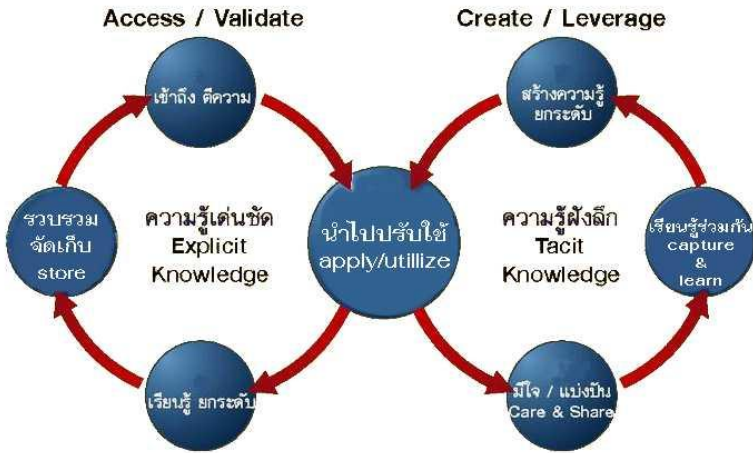 Access / Validate
Create / Leverage
เข้าถึง ตีความ
สร้างความรู้
ยกระดับ
รวบรวม
จัดเก็บ
store
ความรู้เด่นชัด
Explicit
Knowledge
นำไปปรับใช้
apply/utillize
ความรู้ฝังลึก
Tacit
Knowledge
เรียนรู้ร่วมกัน
capture
&
learn
เรียนรู้ ยกระดับ
มีใจ / แบ่งปัน
Care & Share